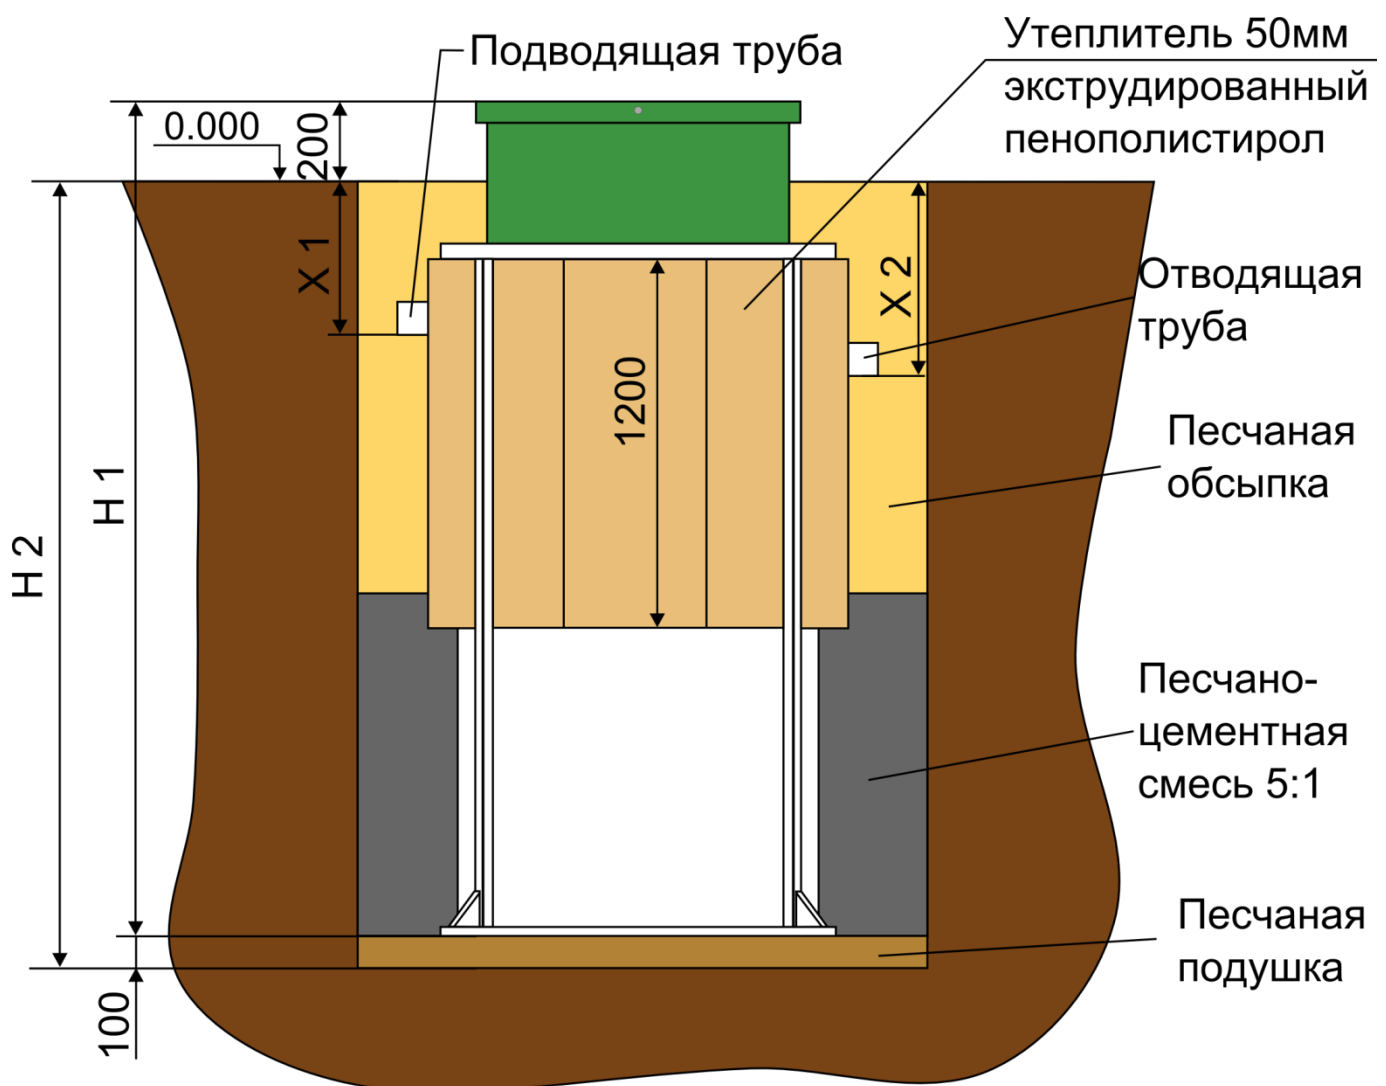 Подводящая труба
Утеплитель 50мм
экструдированный
пенополистирол
0.000
200
X 1
X 2
H 1
H 2
1200
100
Отводящая
труба
Песчаная
обсыпка
Песчано-
цементная
смесь 5:1
Песчаная
подушка